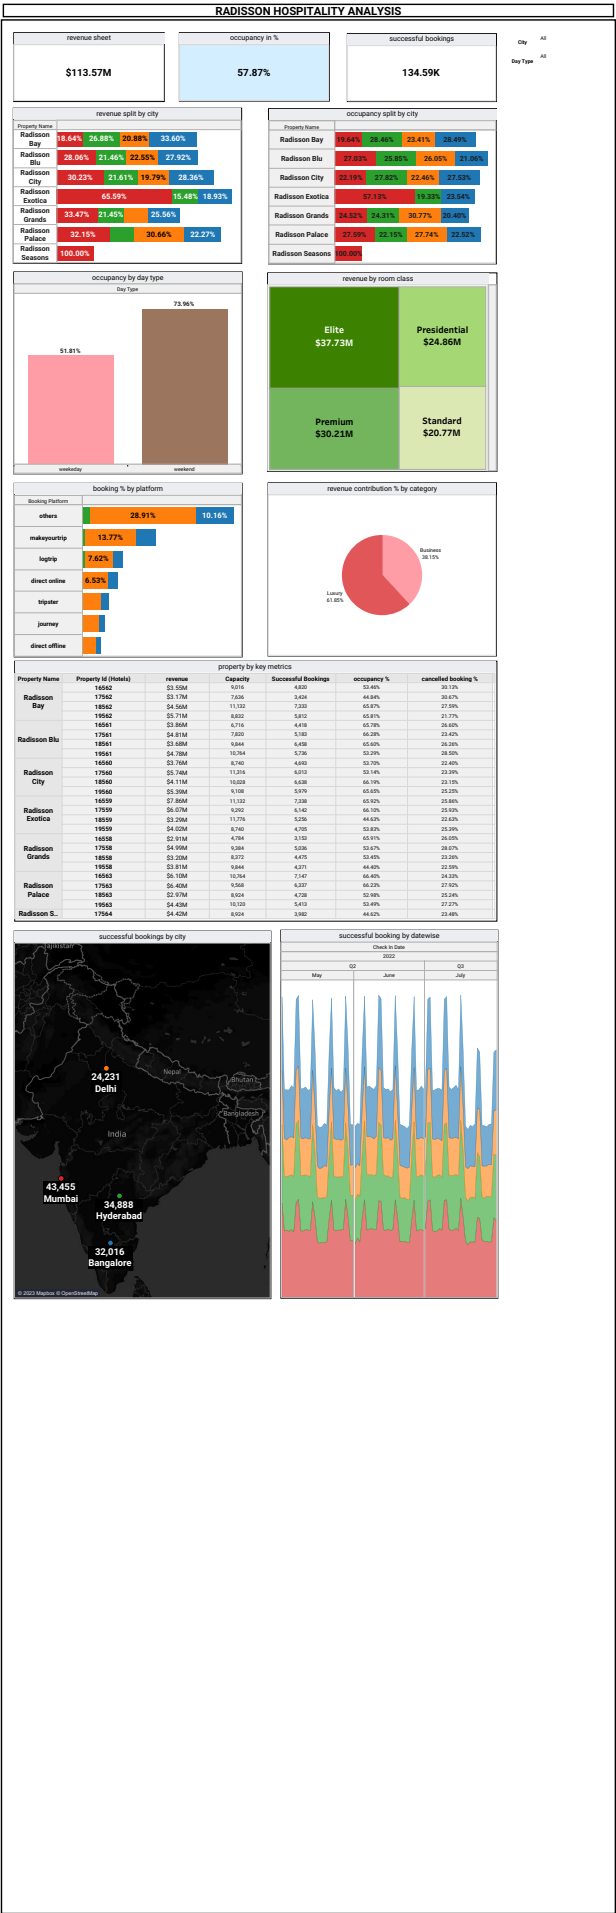 RADISSON HOSPITALITY ANALYSIS
revenue sheet
$113.57M
occupancy in %
57.87%
successful bookings
134.59K
City
All
Day Type
All
revenue split by city
Property Name
Radisson Bay 18.64% 26.88% 20.88% 33.60%
Radisson Blu 28.06% 21.46% 22.55% 27.92%
Radisson City 30.23% 21.61% 19.79% 28.36%
Radisson Exotica 65.59% 15.48% 18.93%
Radisson Grands 33.47% 21.45% 25.56%
Radisson Palace 32.15% 30.66% 22.27%
Radisson Seasons 100.00%
occupancy split by city
Property Name
Radisson Bay 19.64% 28.46% 23.41% 28.49%
Radisson Blu 27.03% 25.85% 26.05% 21.06%
Radisson City 22.19% 27.82% 22.46% 27.53%
Radisson Exotica 57.13% 19.33% 23.54%
Radisson Grands 24.52% 24.31% 30.77% 20.40%
Radisson Palace 27.59% 22.15% 27.74% 22.52%
Radisson Seasons 100.00%
occupancy by day type
Day Type
51.81%
73.96%
weekeday weekend
revenue by room class
Elite
$37.73M
Presidential
$24.86M
Premium
$30.21M
Standard
$20.77M
booking % by platform
Booking Platform
others 28.91% 10.16%
makeyourtrip 13.77%
logtrip 7.62%
direct online 6.53%
tripster
journey
direct offline
revenue contribution % by category
Business
38.15%
Luxury
61.85%
property by key metrics
Property Name Property Id (Hotels) revenue Capacity Successful Bookings occupancy % cancelled booking %
Radisson Bay
16562 $3.55M 9,016 4,820 53.46% 30.13%
17562 $3.17M 7,636 3,424 44.84% 30.67%
18562 $4.56M 11,132 7,333 65.87% 27.59%
19562 $5.71M 8,832 5,812 65.81% 21.77%
Radisson Blu
16561 $3.86M 6,716 4,418 65.78% 26.60%
17561 $4.81M 7,820 5,183 66.28% 23.42%
18561 $3.68M 9,844 6,458 65.60% 26.26%
19561 $4.78M 10,764 5,736 53.29% 28.50%
Radisson City
16560 $3.76M 8,740 4,693 53.70% 22.40%
17560 $5.74M 11,316 6,013 53.14% 23.39%
18560 $4.11M 10,028 6,638 66.19% 23.15%
19560 $5.39M 9,108 5,979 65.65% 25.25%
Radisson Exotica
16559 $7.86M 11,132 7,338 65.92% 25.86%
17559 $6.07M 9,292 6,142 66.10% 25.93%
18559 $3.29M 11,776 5,256 44.63% 22.63%
19559 $4.02M 8,740 4,705 53.83% 25.39%
Radisson Grands
16558 $2.91M 4,784 3,153 65.91% 26.05%
17558 $4.99M 9,384 5,036 53.67% 28.07%
18558 $3.20M 8,372 4,475 53.45% 23.26%
19558 $3.81M 9,844 4,371 44.40% 22.59%
Radisson Palace
16563 $6.10M 10,764 7,147 66.40% 24.33%
17563 $6.40M 9,568 6,337 66.23% 27.92%
18563 $2.97M 8,924 4,728 52.98% 25.24%
19563 $4.43M 10,120 5,413 53.49% 27.27%
Radisson S.. 17564 $4.42M 8,924 3,982 44.62% 23.48%
successful bookings by city
Tajikistan
Nepal
Bhutan
Bangladesh
India
24,231
Delhi
43,455
Mumbai
34,888
Hyderabad
32,016
Bangalore
© 2023 Mapbox © OpenStreetMap
successful booking by datewise
Check In Date
2022
Q2 Q3
May June July